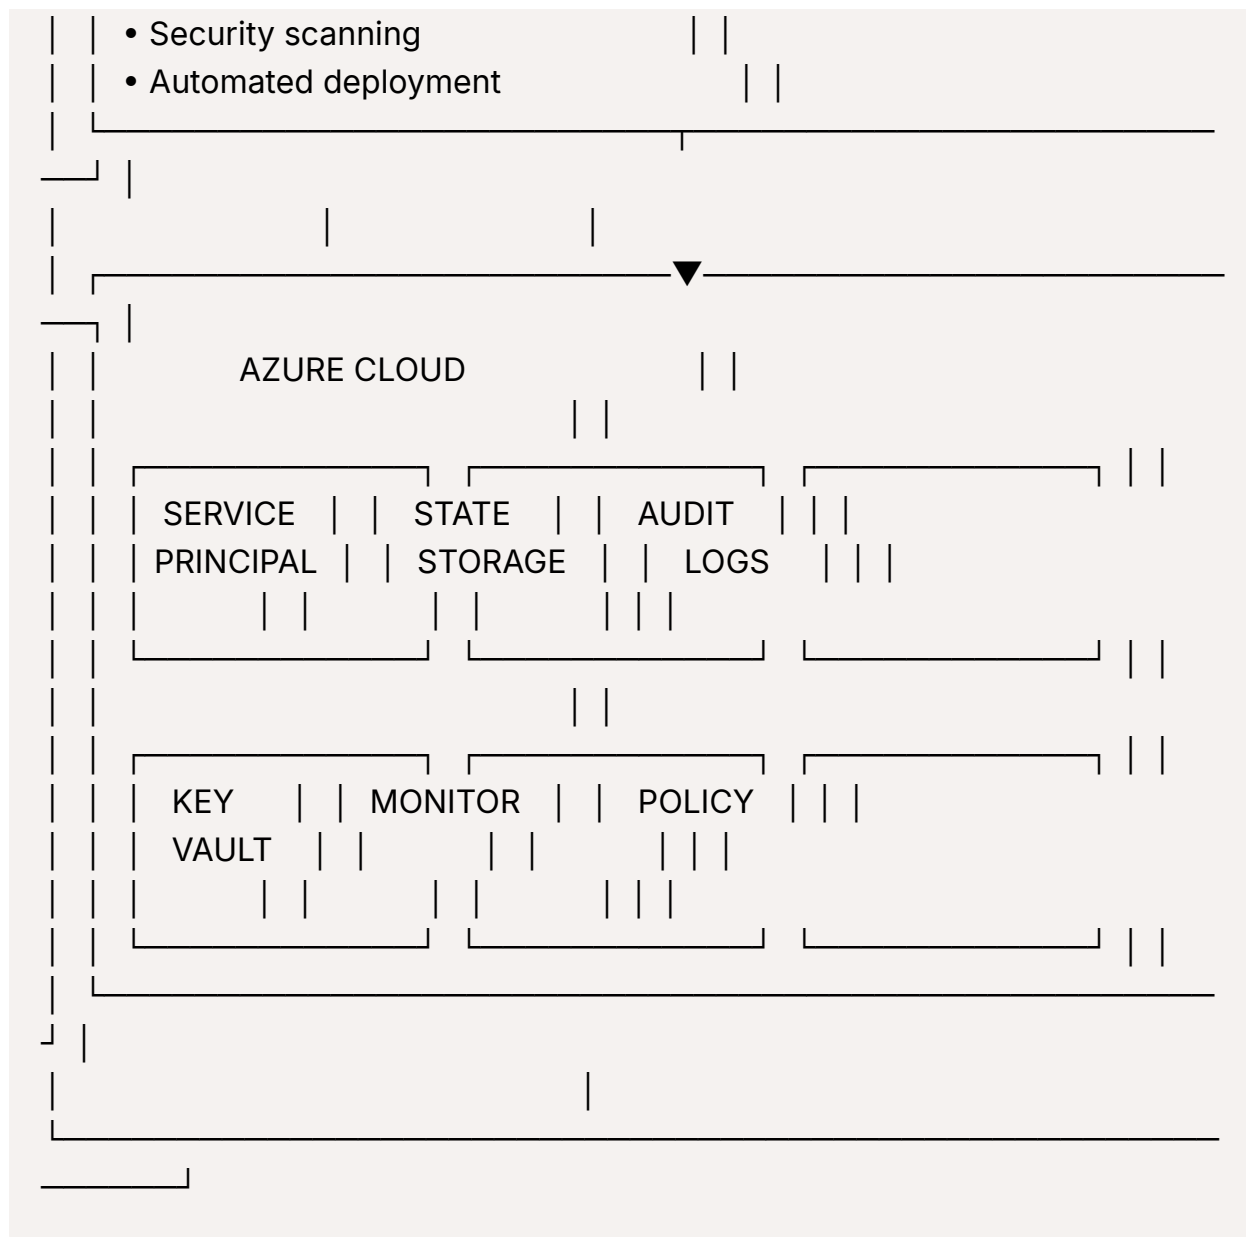 • Security scanning
• Automated deployment
AZURE CLOUD
SERVICE STATE AUDIT
PRINCIPAL STORAGE LOGS
KEY MONITOR POLICY
VAULT